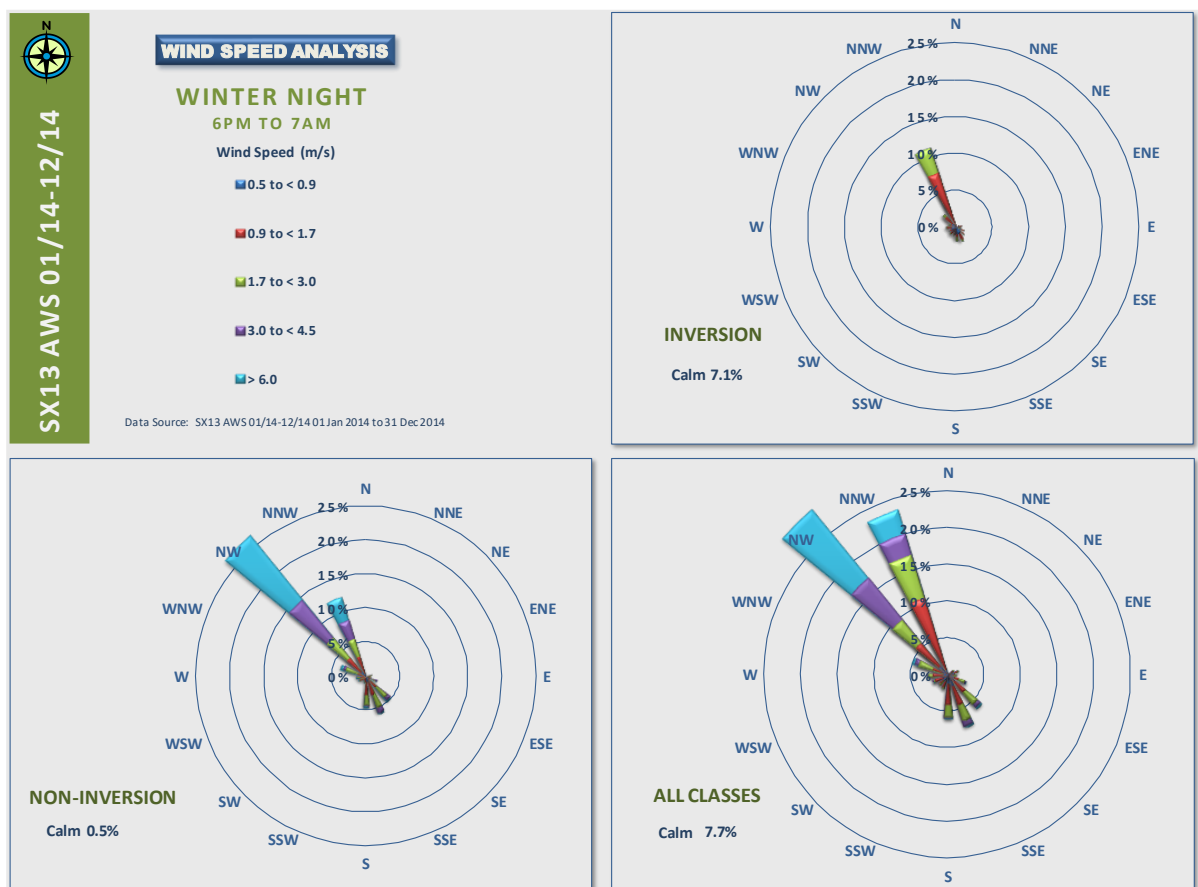 N
SX13 AWS 01/14-12/14
WIND SPEED ANALYSIS
WINTER NIGHT
6PM TO 7AM
Wind Speed (m/s)
0.5 to < 0.9
0.9 to < 1.7
1.7 to < 3.0
3.0 to < 4.5
> 6.0
Data Source: SX13 AWS 01/14-12/14 01 Jan 2014 to 31 Dec 2014
N
NNE
NE
ENE
E
ESE
SE
SSE
S
SSW
SW
WSW
W
WNW
NW
NNW
25%
20%
15%
10%
5%
0%
INVERSION
Calm 7.1%
N
NNE
NE
ENE
E
ESE
SE
SSE
S
SSW
SW
WSW
W
WNW
NW
NNW
25%
20%
15%
10%
5%
0%
NON-INVERSION
Calm 0.5%
N
NNE
NE
ENE
E
ESE
SE
SSE
S
SSW
SW
WSW
W
WNW
NW
NNW
25%
20%
15%
10%
5%
0%
ALL CLASSES
Calm 7.7%